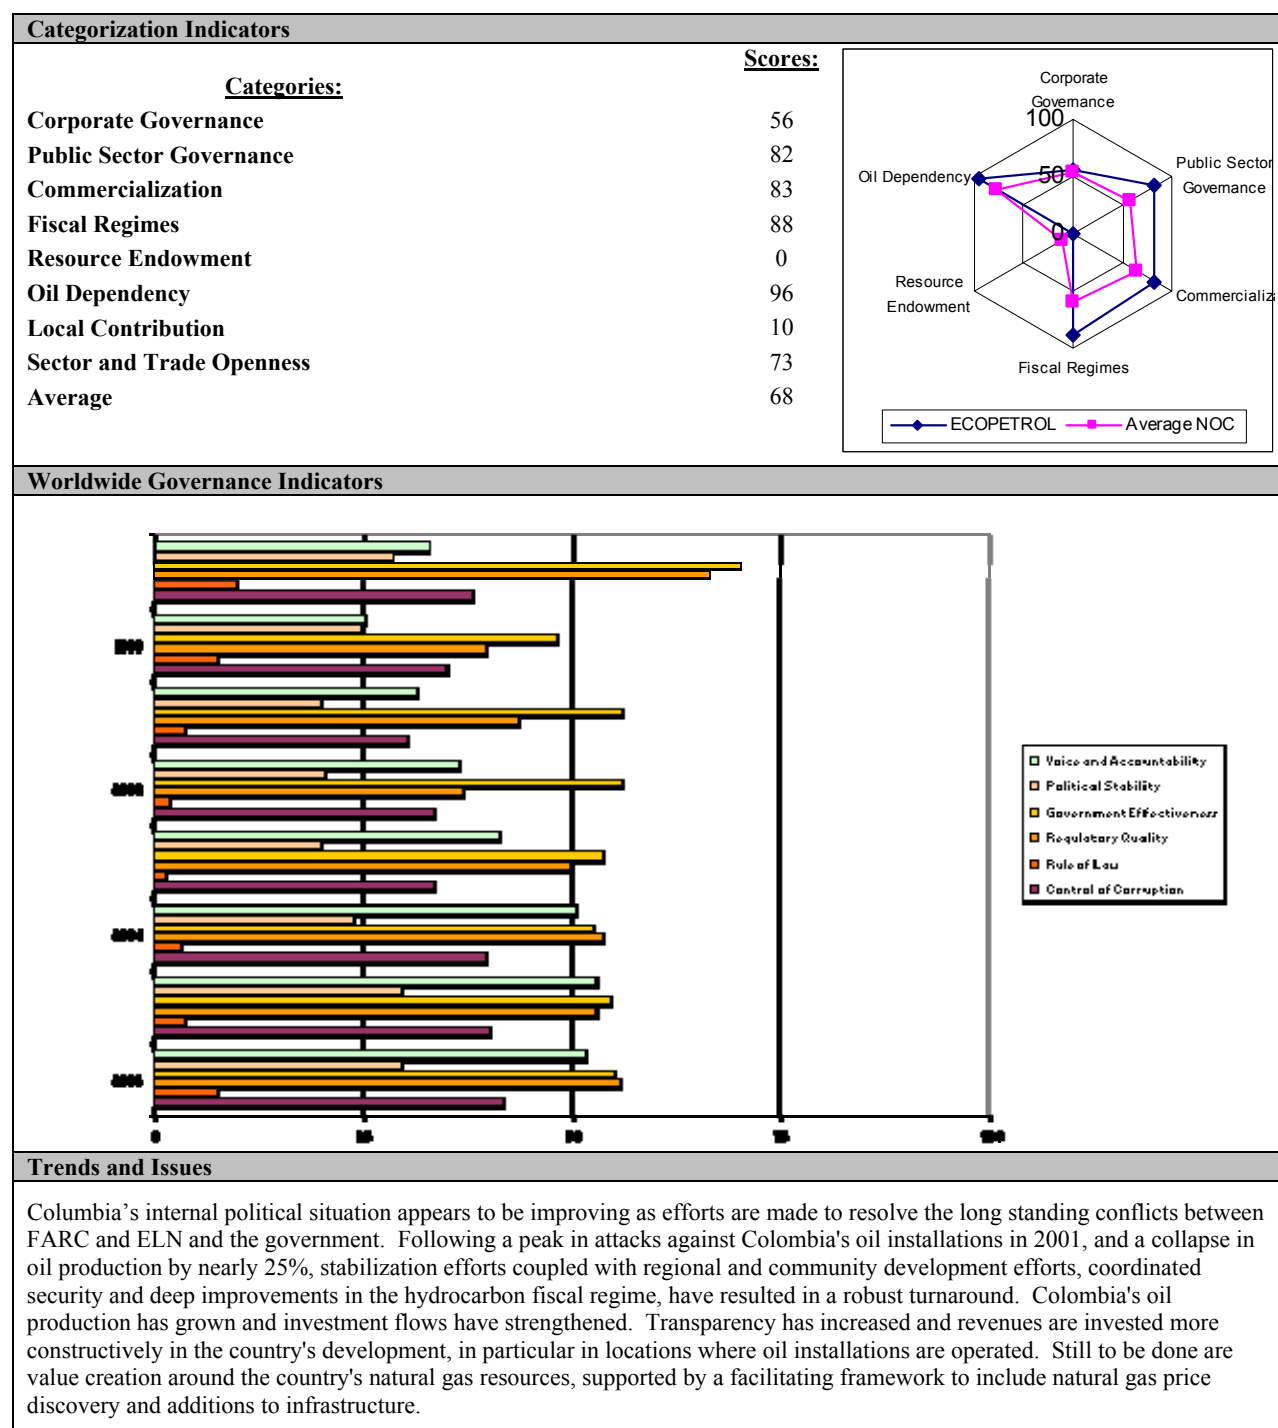 Categorization Indicators
Scores:
Categories:
Corporate Governance 56
Public Sector Governance 82
Commercialization 83
Fiscal Regimes 88
Resource Endowment 0
Oil Dependency 96
Local Contribution 10
Sector and Trade Openness 73
Average 68
Corporate
Governance
100
Public Sector
Governance
Oil Dependency
50
0
Resource
Endowment
Commercializa
Fiscal Regimes
ECOPETROL Average NOC
Worldwide Governance Indicators
Voice and Accountability
Political Stability
Government Effectiveness
Regulatory Quality
Rule of Law
Control of Corruption
0
Trends and Issues
Columbia’s internal political situation appears to be improving as efforts are made to resolve the long standing conflicts between
FARC and ELN and the government. Following a peak in attacks against Colombia's oil installations in 2001, and a collapse in
oil production by nearly 25%, stabilization efforts coupled with regional and community development efforts, coordinated
security and deep improvements in the hydrocarbon fiscal regime, have resulted in a robust turnaround. Colombia's oil
production has grown and investment flows have strengthened. Transparency has increased and revenues are invested more
constructively in the country's development, in particular in locations where oil installations are operated. Still to be done are
value creation around the country's natural gas resources, supported by a facilitating framework to include natural gas price
discovery and additions to infrastructure.